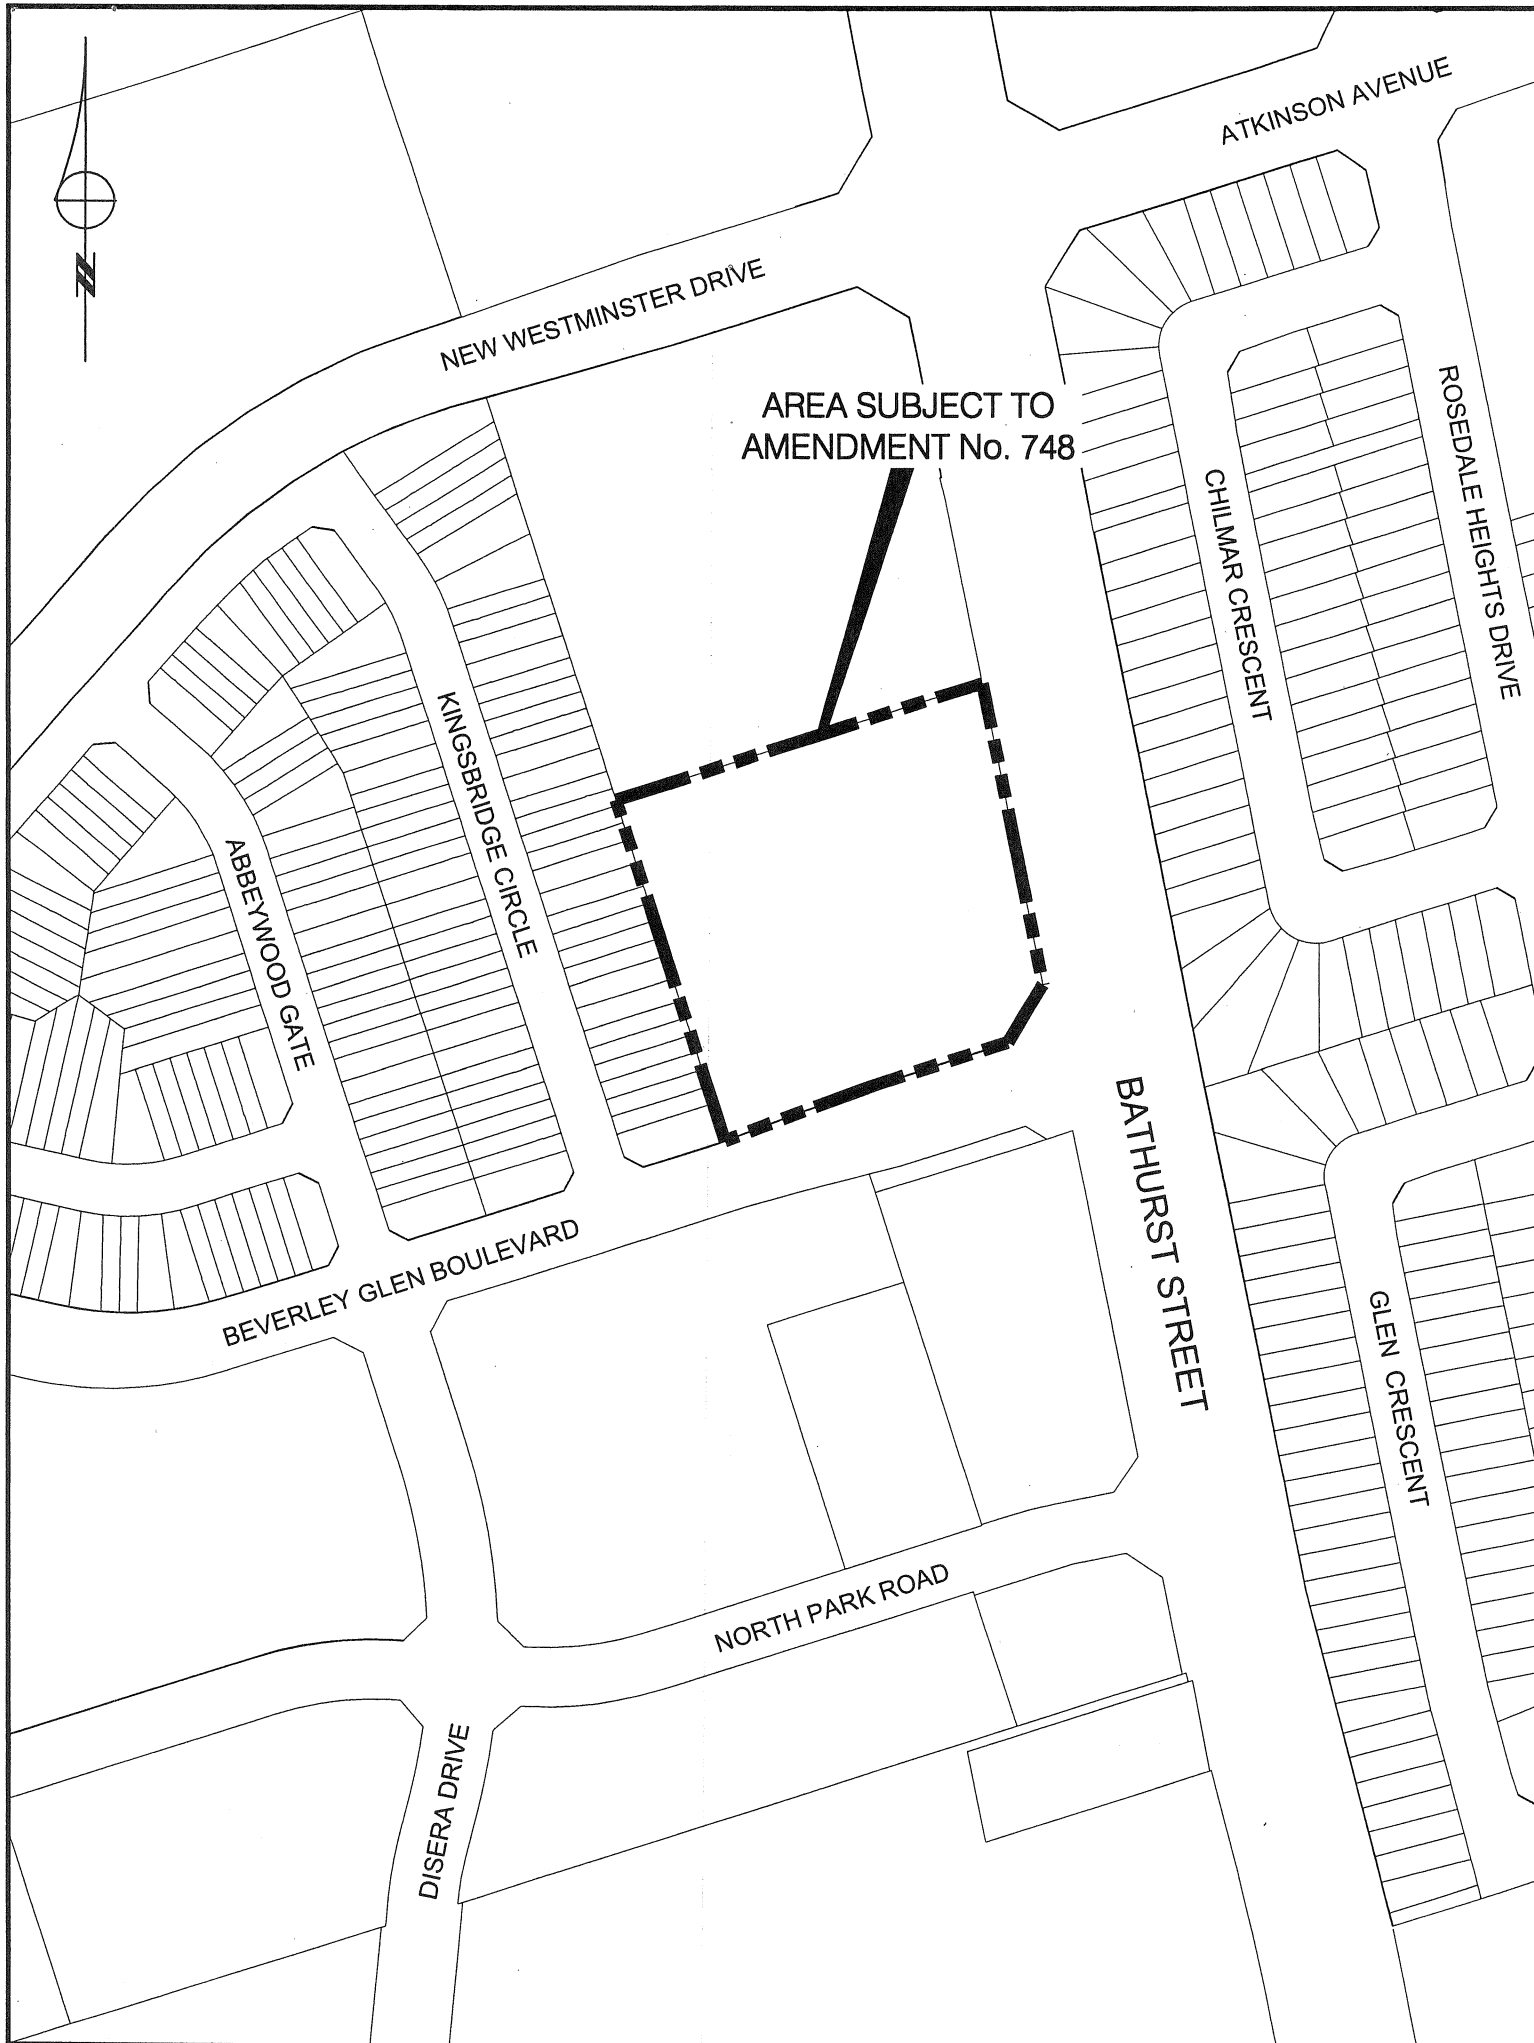 ATKINSON AVENUE
N
NEW WESTMINSTER DRIVE
AREA SUBJECT TO
AMENDMENT No. 748
ROSEDALE HEIGHTS DRIVE
CHILMAR CRESCENT
KINGSBRIDGE CIRCLE
ABBEYWOOD GATE
BATHURST STREET
BEVERLEY GLEN BOULEVARD
GLEN CRESCENT
NORTH PARK ROAD
DISERA DRIVE